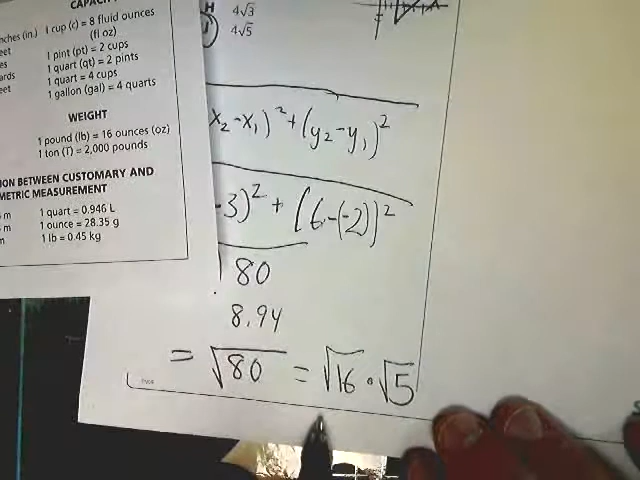 CAPACITY
nches (in.) 1 cup (c) = 8 fluid ounces
(fl oz)
1 pint (pt) = 2 cups
1 quart (qt) = 2 pints
1 quart = 4 cups
1 gallon (gal) = 4 quarts
WEIGHT
1 pound (lb) = 16 ounces (oz)
1 ton (T) = 2,000 pounds
ION BETWEEN CUSTOMARY AND
METRIC MEASUREMENT
m 1 quart = 0.946 L
m 1 ounce = 28.35 g
m 1 lb = 0.45 kg
H 4√3
J 4√5
x₂-x₁)² + (y₂-y₁)²
-3)² + (6-(-2))²
√80
8.94
= √80 = √16 • √5